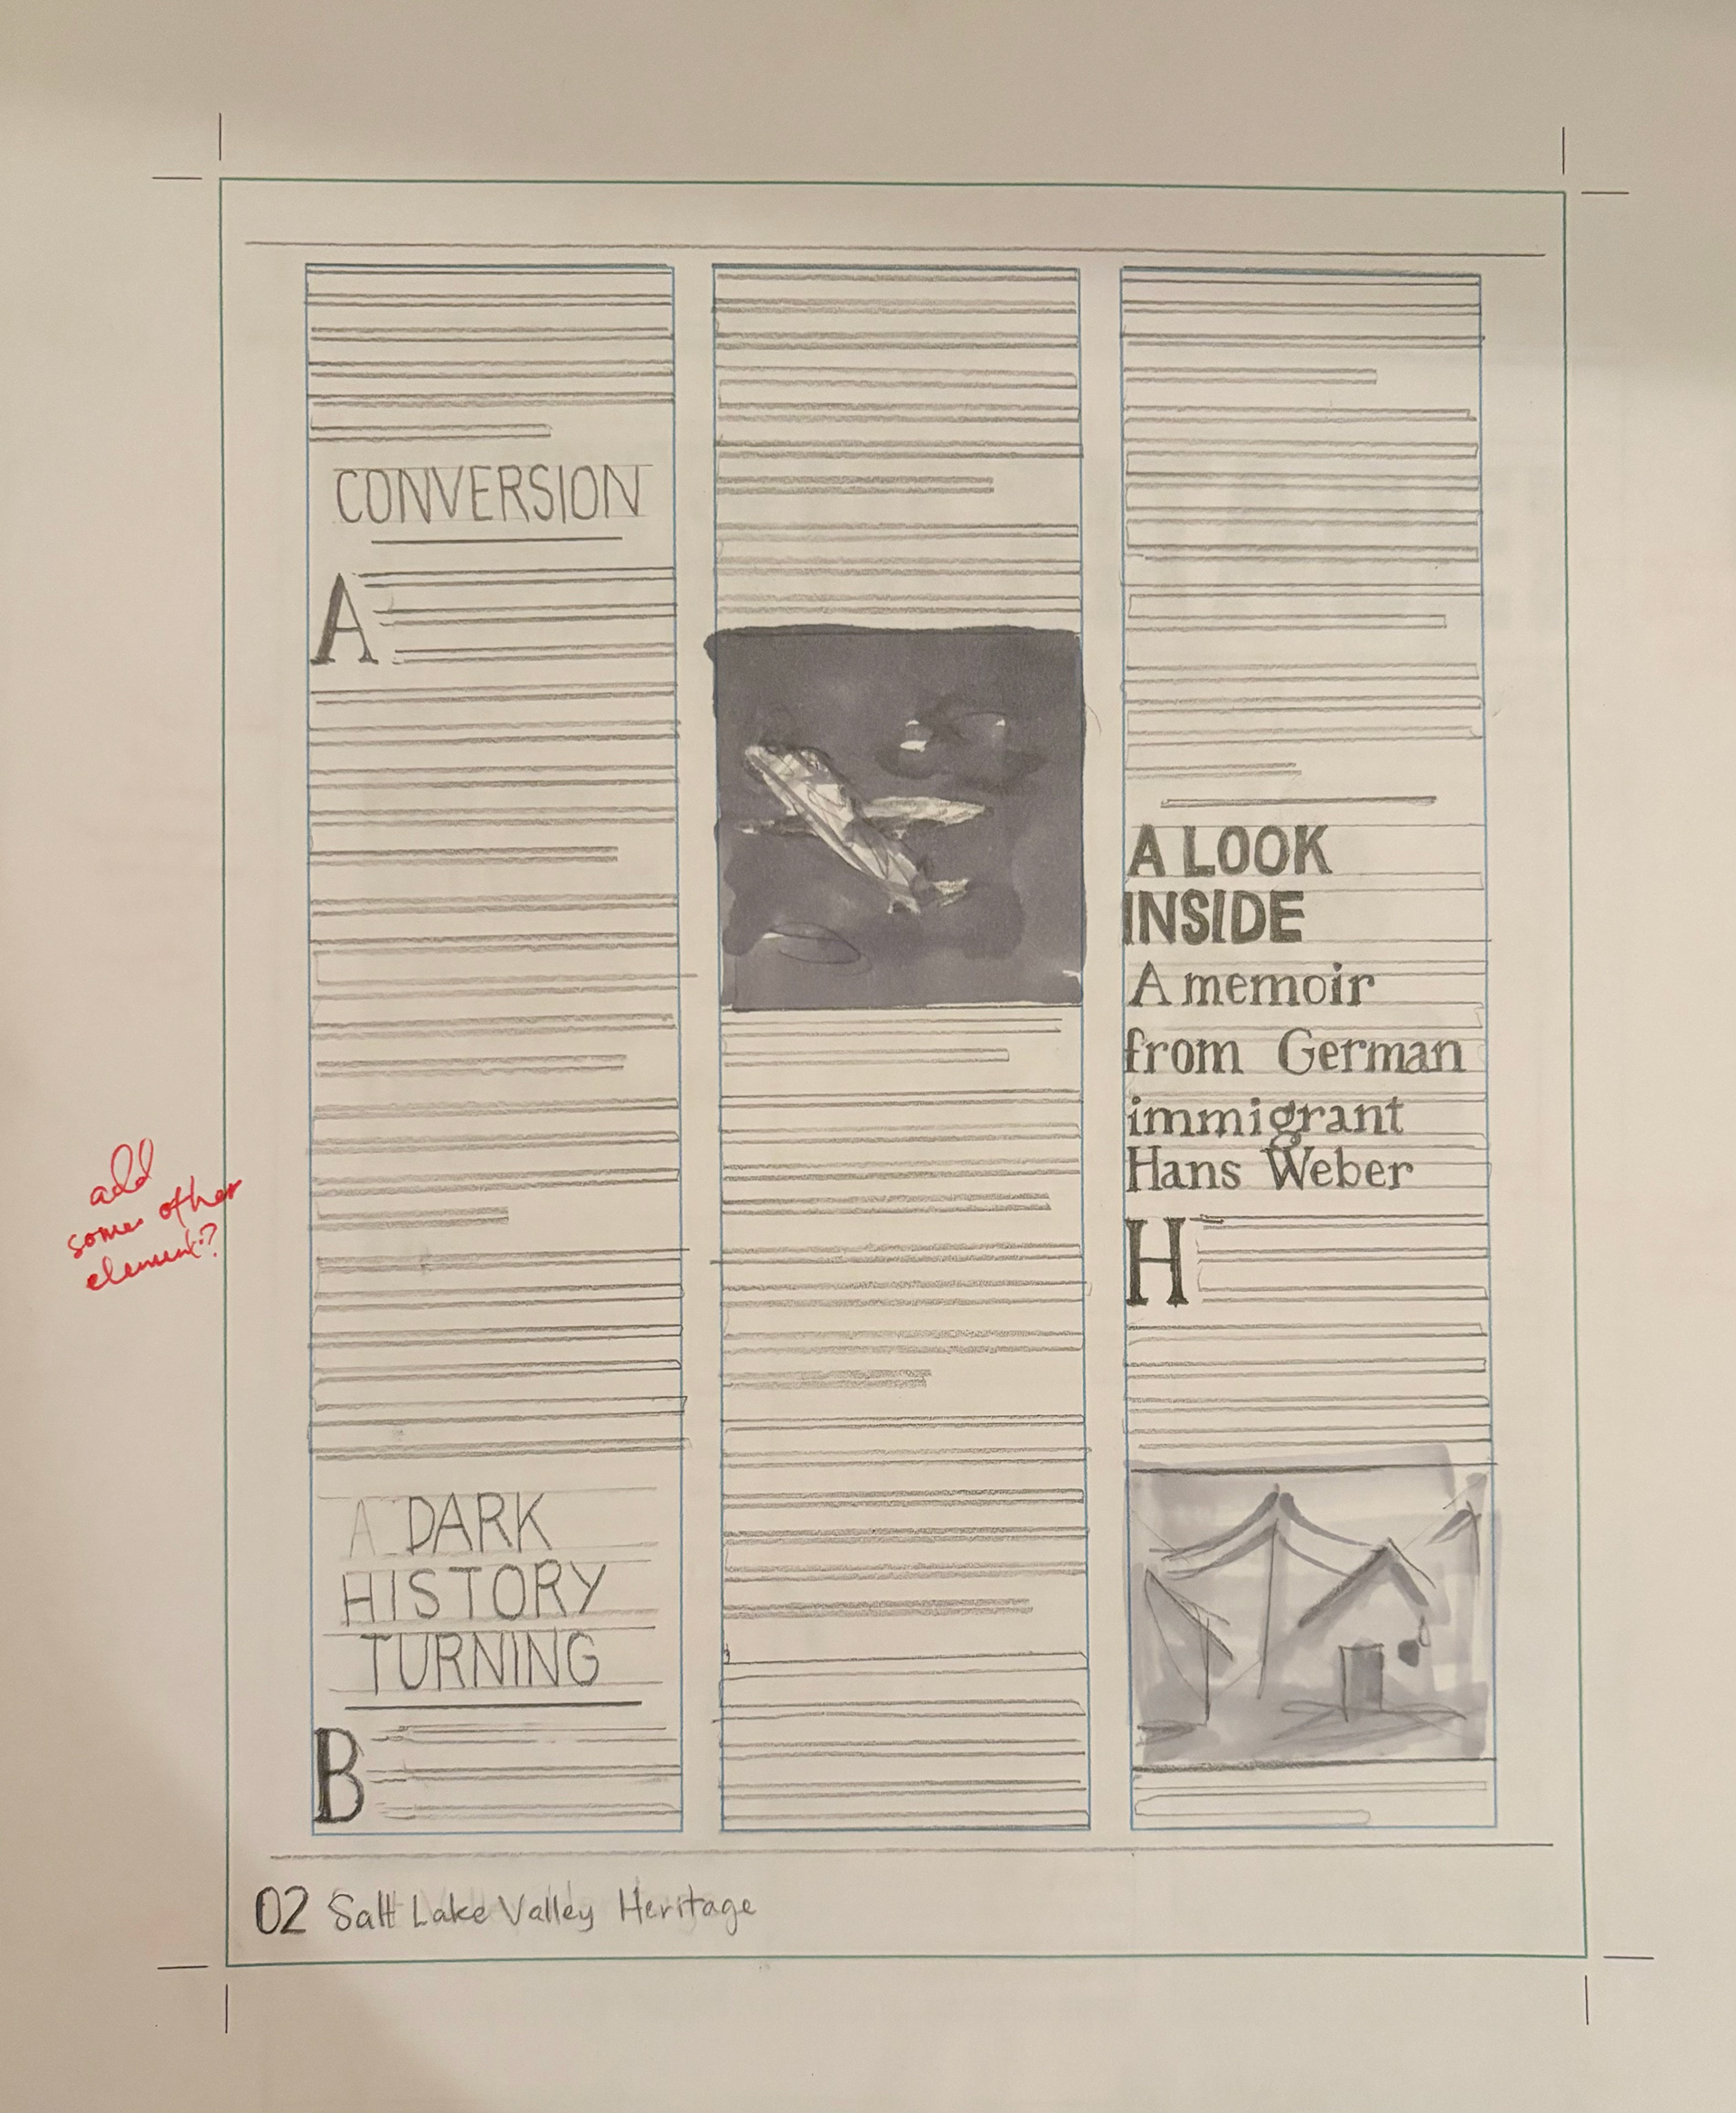 CONVERSION
A
A DARK
HISTORY
TURNING
B
A LOOK
INSIDE
A memoir
from German
immigrant
Hans Weber
H
add
some other
element?
02 Salt Lake Valley Heritage